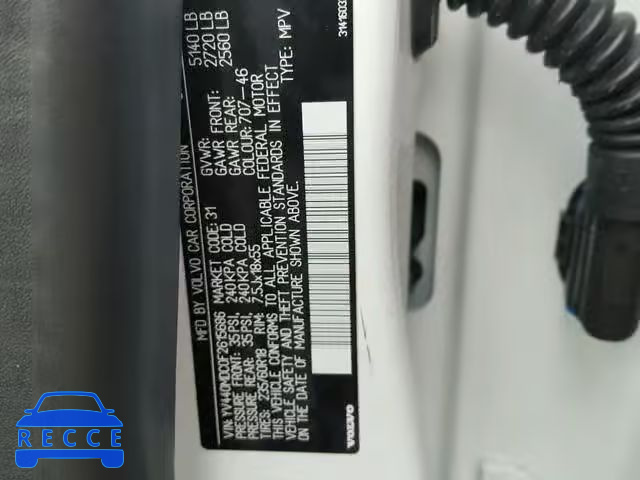 MFD BY VOLVO CAR CORPORATION
GVWR: 5140 LB
GAWR FRONT: 2720 LB
GAWR REAR: 2560 LB
MARKET CODE: 31 COLOUR: 707-46 TYPE: MPV
PRESSURE FRONT: 35PSI, 240KPA COLD
PRESSURE REAR: 35PSI, 240KPA COLD
TIRES: 235/60R18 RIM: 7.5Jx18x55
THIS VEHICLE CONFORMS TO ALL APPLICABLE FEDERAL MOTOR
VEHICLE SAFETY AND THEFT PREVENTION STANDARDS IN EFFECT
ON THE DATE OF MANUFACTURE SHOWN ABOVE.
VOLVO
RECCE